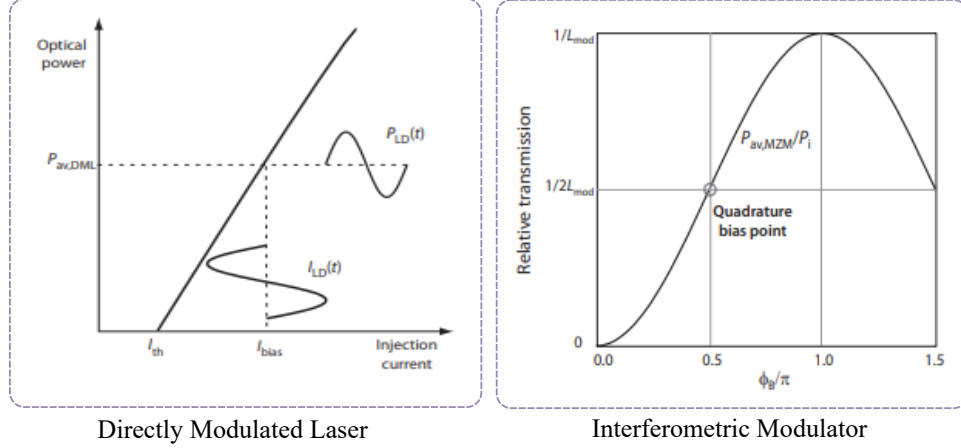 Optical
power
P_av,DML
P_LD(t)
I_LD(t)
I_th
I_bias
Injection
current
Directly Modulated Laser
1/L_mod
P_av,MZM/P_i
1/2L_mod
Quadrature
bias point
Relative transmission
0
0.0
0.5
1.0
1.5
ϕ_B/π
Interferometric Modulator